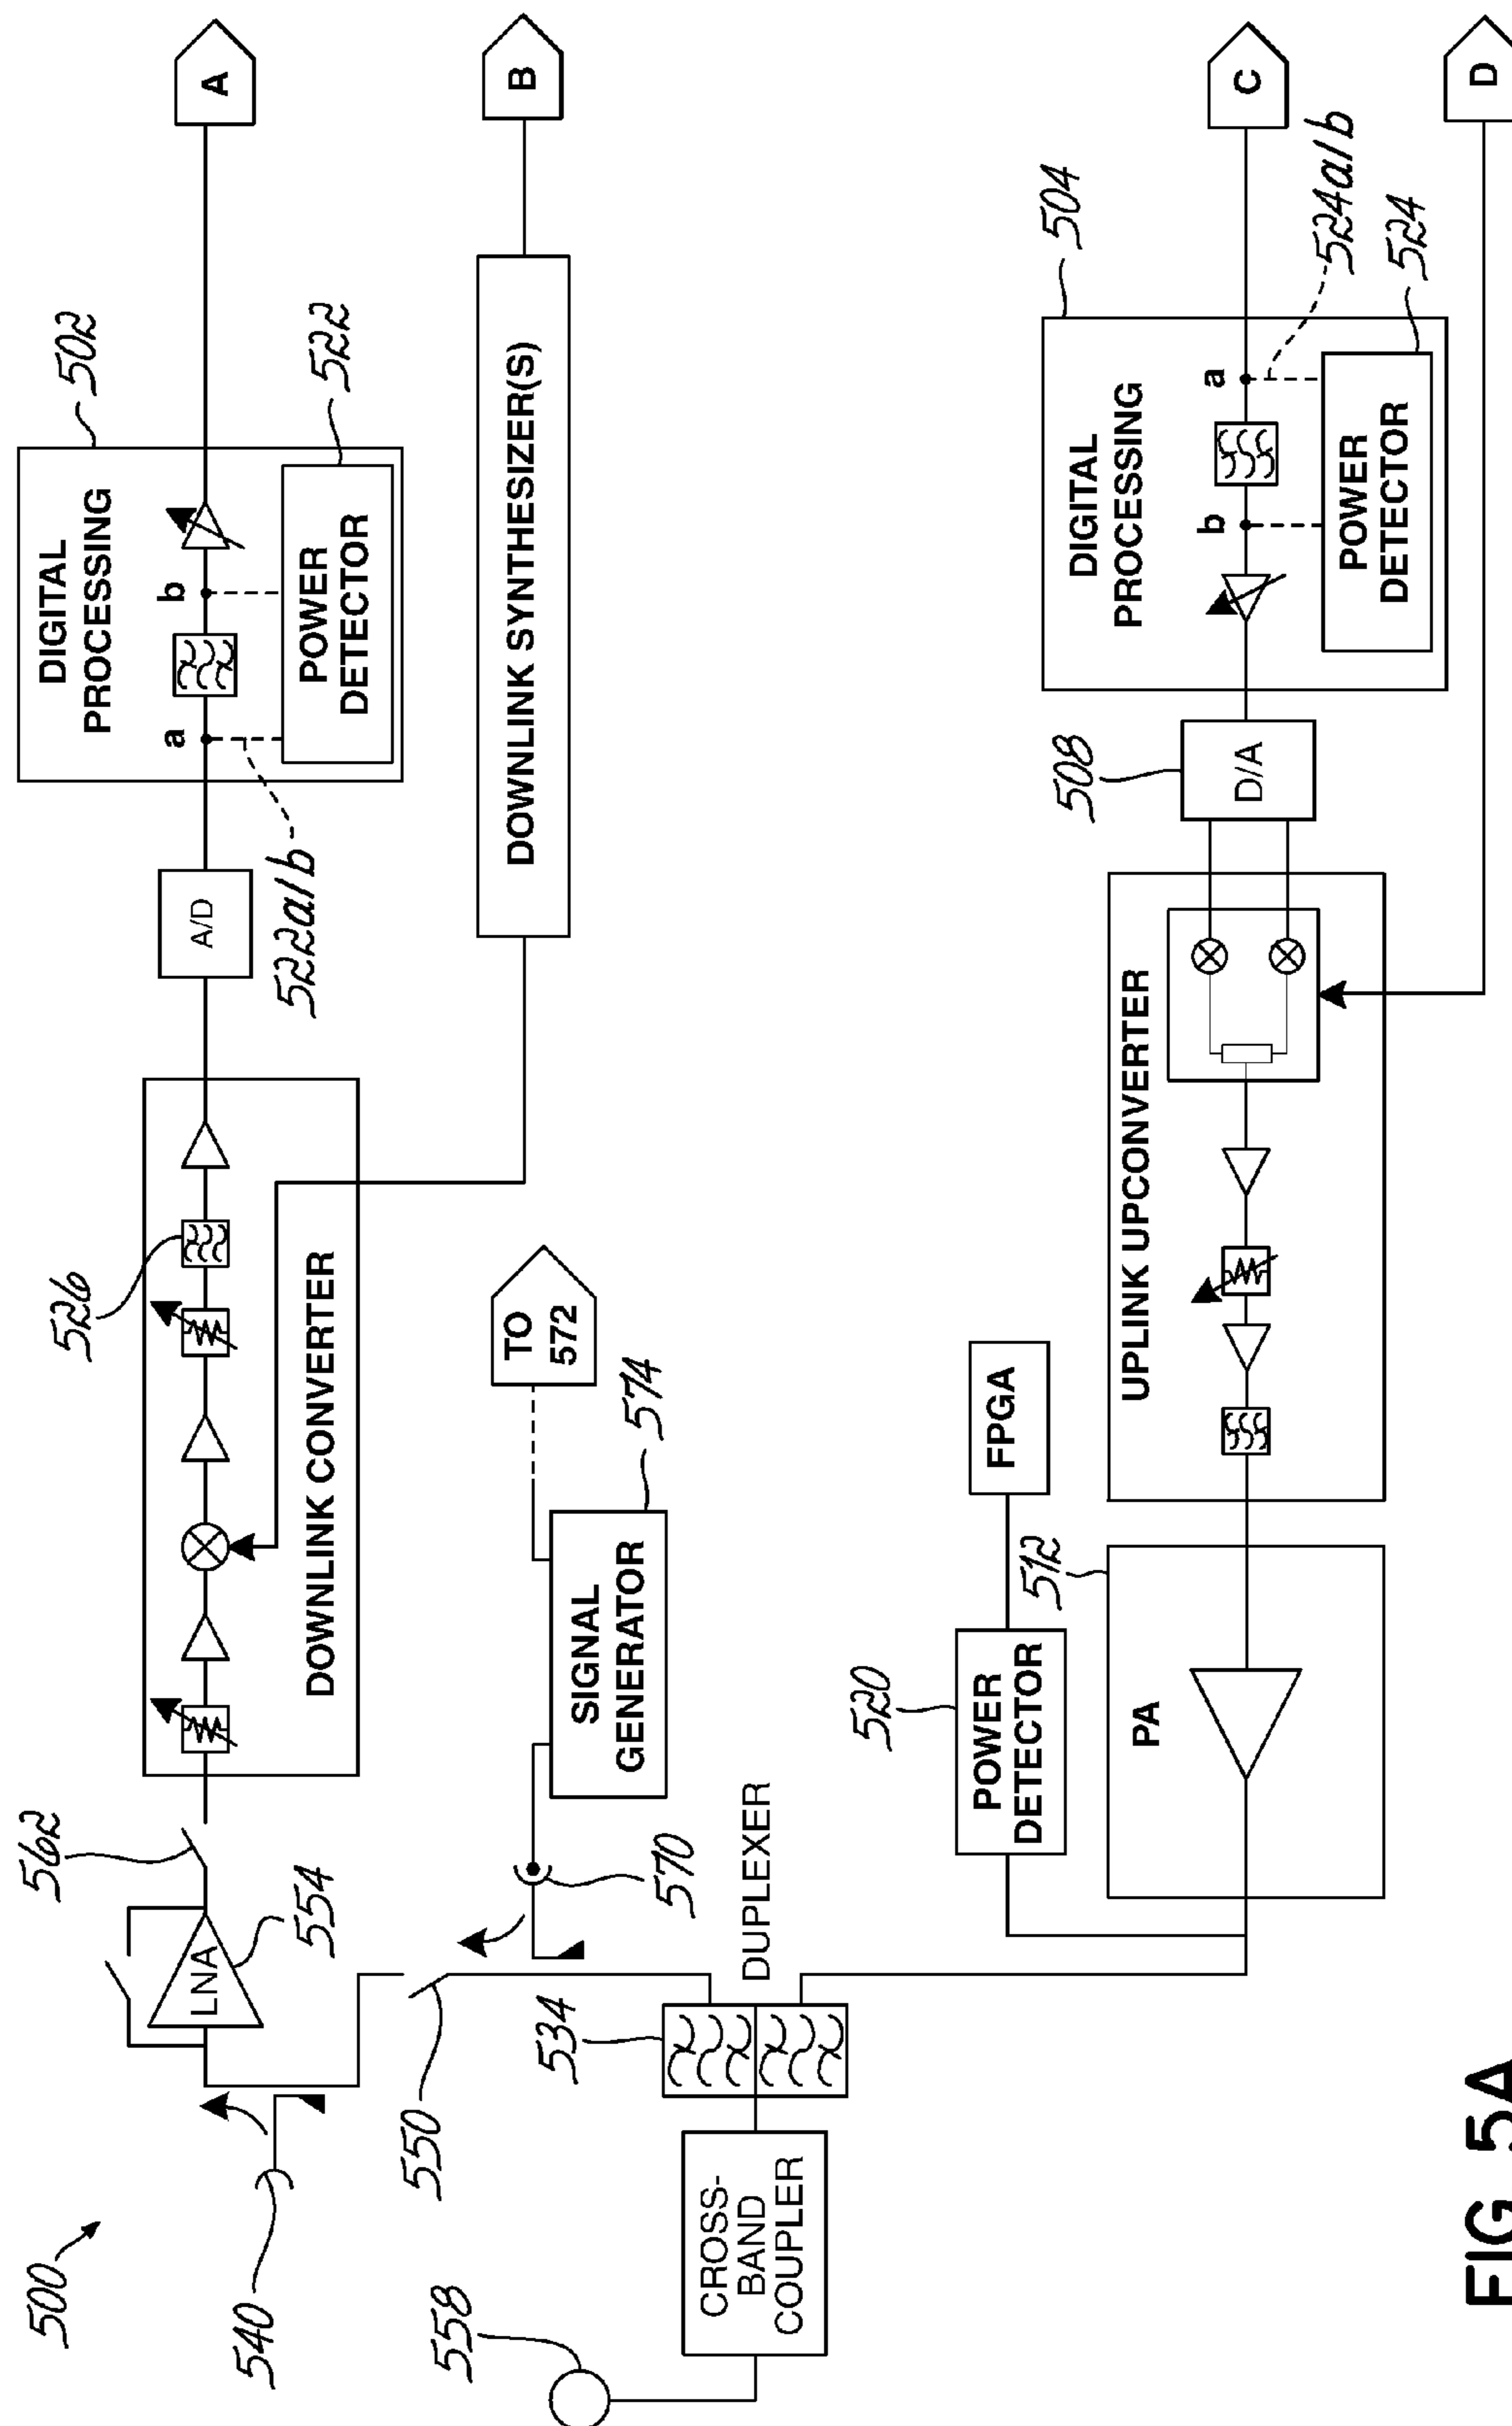 500
540
558
CROSS-
BAND
COUPLER
534
DUPLEXER
550
LNA
554
562
DOWNLINK CONVERTER
526
A/D
522a/b
DIGITAL
PROCESSING
a
b
POWER
DETECTOR
502
522
A
DOWNLINK SYNTHESIZER(S)
B
570
SIGNAL
GENERATOR
574
TO
572
520
POWER
DETECTOR
FPGA
512
PA
UPLINK UPCONVERTER
508
D/A
504
DIGITAL
PROCESSING
b
a
POWER
DETECTOR
524a/b
524
C
D
FIG. 5A